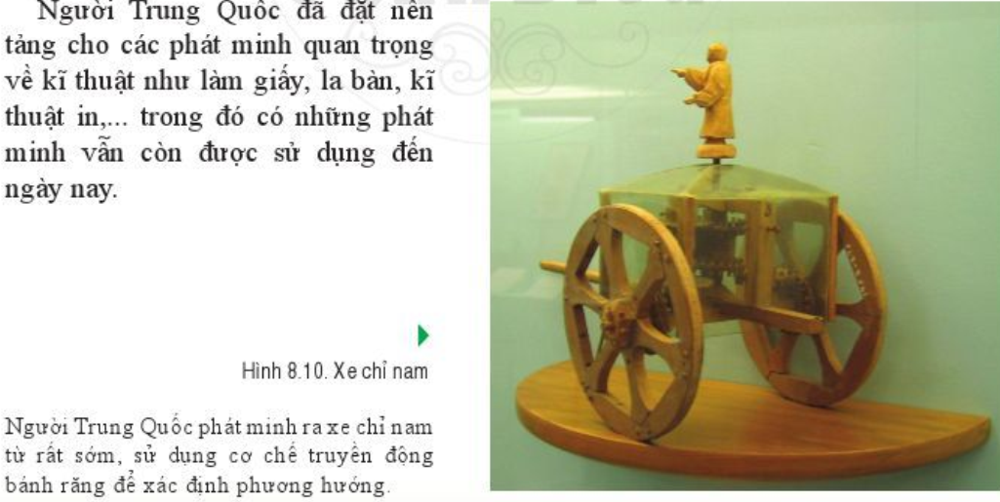 Người Trung Quốc đã đặt nền
tảng cho các phát minh quan trọng
về kĩ thuật như làm giấy, la bàn, kĩ
thuật in,... trong đó có những phát
minh vẫn còn được sử dụng đến
ngày nay.
Hình 8.10. Xe chỉ nam
Người Trung Quốc phát minh ra xe chỉ nam
từ rất sớm, sử dụng cơ chế truyền động
bánh răng để xác định phương hướng.